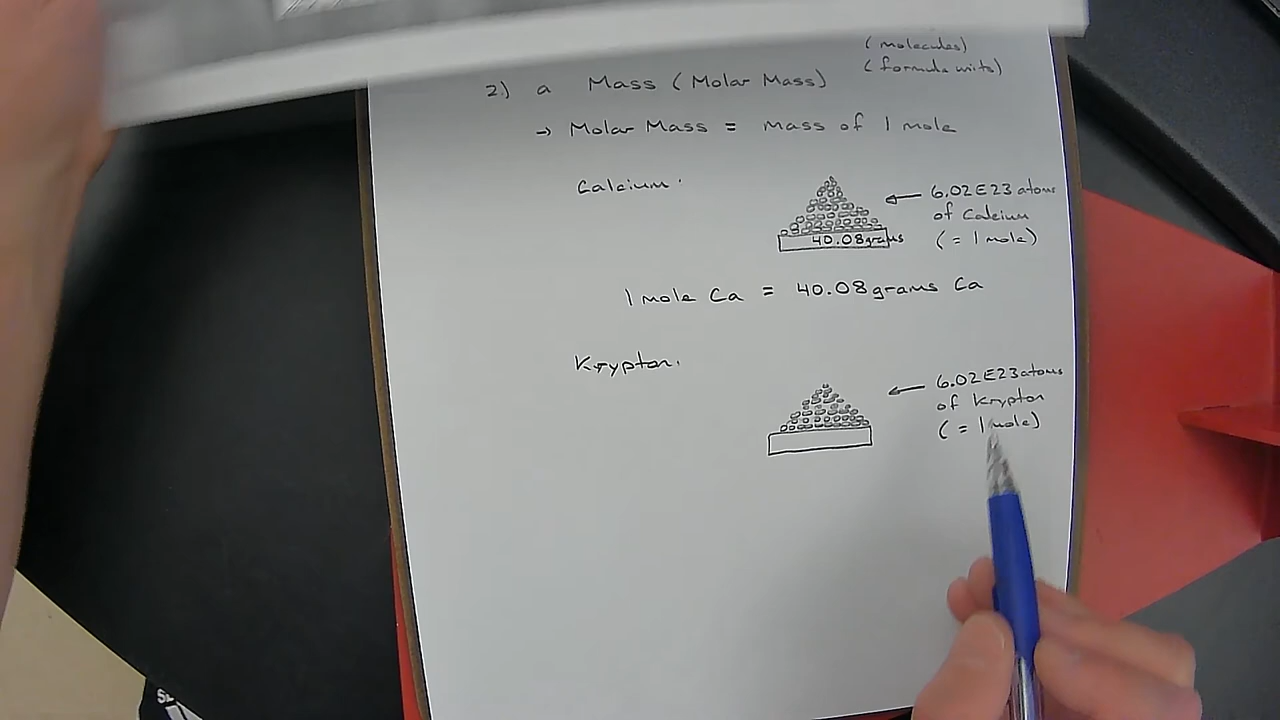 (molecules)
(formula units)
2) a Mass (Molar Mass)
→ Molar Mass = mass of 1 mole
Calcium.
40.08grams
← 6.02E23 atoms
of Calcium
(= 1 mole)
1 mole Ca = 40.08grams Ca
Krypton.
← 6.02E23 atoms
of Krypton
(= 1 mole)